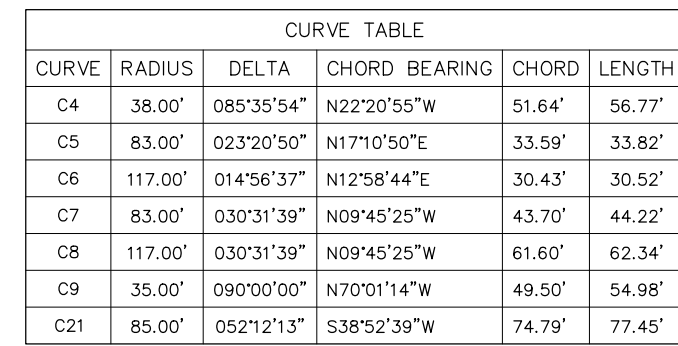 CURVE TABLE
CURVE RADIUS DELTA CHORD BEARING CHORD LENGTH
C4 38.00' 085°35'54" N22°20'55"W 51.64' 56.77'
C5 83.00' 023°20'50" N17°10'50"E 33.59' 33.82'
C6 117.00' 014°56'37" N12°58'44"E 30.43' 30.52'
C7 83.00' 030°31'39" N09°45'25"W 43.70' 44.22'
C8 117.00' 030°31'39" N09°45'25"W 61.60' 62.34'
C9 35.00' 090°00'00" N70°01'14"W 49.50' 54.98'
C21 85.00' 052°12'13" S38°52'39"W 74.79' 77.45'